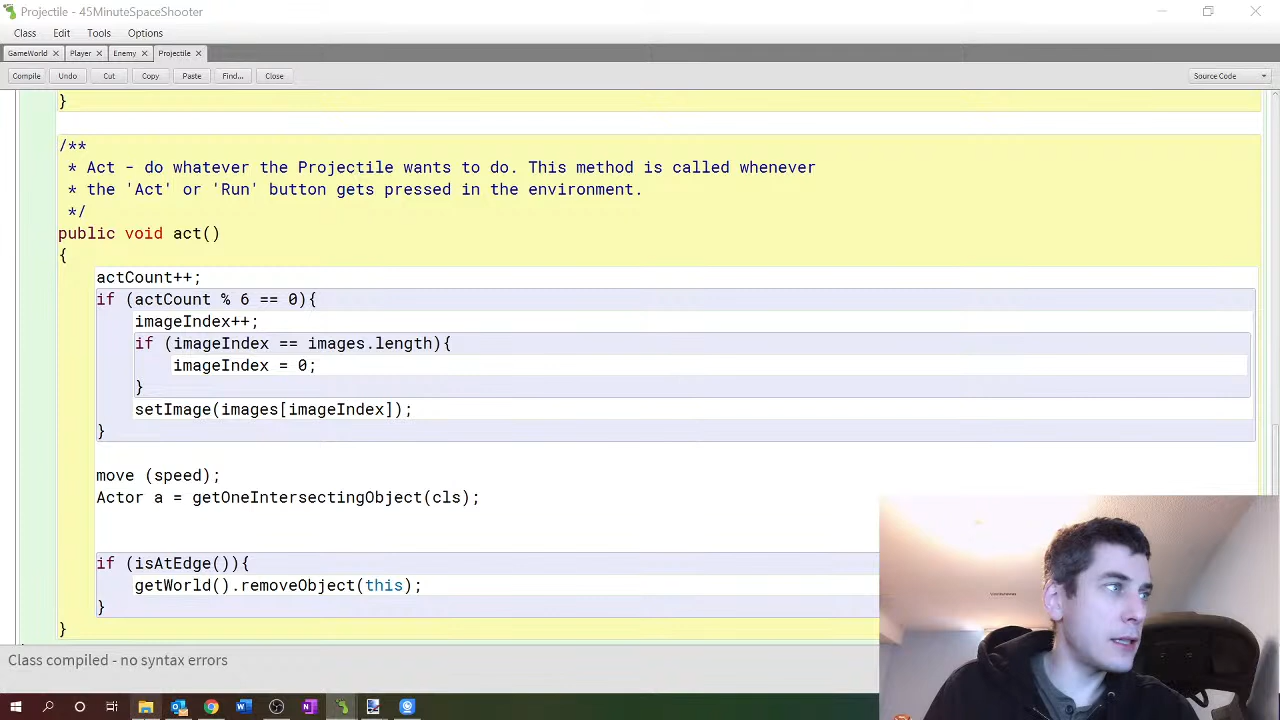 Projectile - 45MinuteSpaceShooter
Class Edit Tools Options
GameWorld Player Enemy Projectile
Compile Undo Cut Copy Paste Find... Close Source Code
}
/**
* Act - do whatever the Projectile wants to do. This method is called whenever
* the 'Act' or 'Run' button gets pressed in the environment.
*/
public void act()
{
actCount++;
if (actCount % 6 == 0){
imageIndex++;
if (imageIndex == images.length){
imageIndex = 0;
}
setImage(images[imageIndex]);
}
move (speed);
Actor a = getOneIntersectingObject(cls);
if (isAtEdge()){
getWorld().removeObject(this);
}
}
Class compiled - no syntax errors